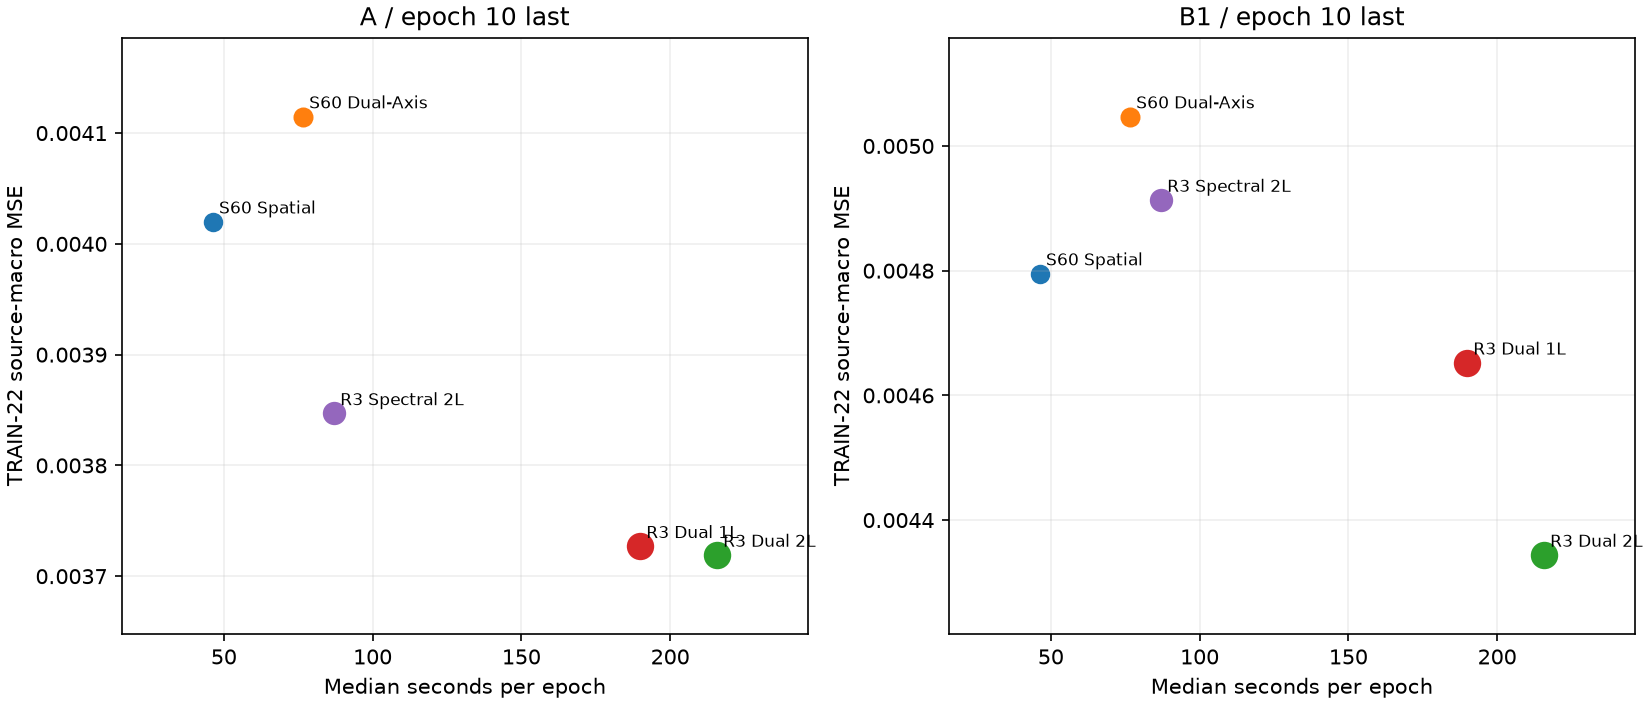 A / epoch 10 last
TRAIN-22 source-macro MSE
0.0041
0.0040
0.0039
0.0038
0.0037
S60 Dual-Axis
S60 Spatial
R3 Spectral 2L
R3 Dual 1L
R3 Dual 2L
50 100 150 200
Median seconds per epoch
B1 / epoch 10 last
TRAIN-22 source-macro MSE
0.0050
0.0048
0.0046
0.0044
S60 Dual-Axis
R3 Spectral 2L
S60 Spatial
R3 Dual 1L
R3 Dual 2L
50 100 150 200
Median seconds per epoch